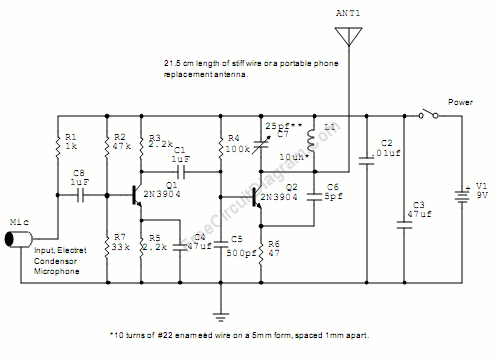 ANT1
21.5 cm length of stiff wire or a portable phone
replacement antenna.
Power
R1
1k
R2
47k
R3
2.2k
C1
1uF
R4
100k
25pf**
C7
L1
10uh*
C2
.01uf
C8
1uF
Q1
2N3904
Q2
2N3904
C6
5pf
V1
9V
+
Mic
Input, Electret
Condensor
Microphone
R7
33k
R5
2.2k
C4
47uf
C5
500pf
R6
47
C3
47uf
FreeCircuitDiagram.Com
*10 turns of #22 enameled wire on a 5mm form, spaced 1mm apart.